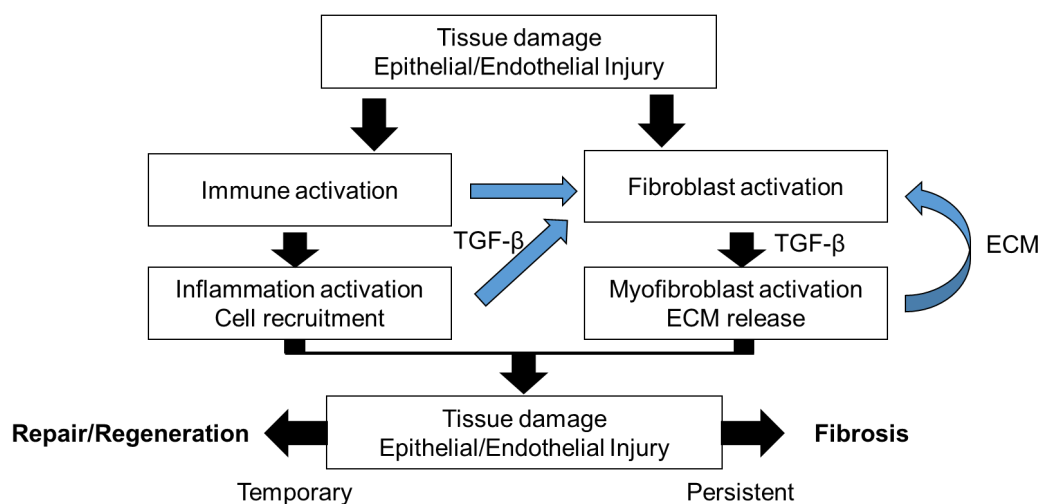 Tissue damage
Epithelial/Endothelial Injury
Immune activation
Fibroblast activation
TGF-β
TGF-β
ECM
Inflammation activation
Cell recruitment
Myofibroblast activation
ECM release
Repair/Regeneration
Tissue damage
Epithelial/Endothelial Injury
Fibrosis
Temporary
Persistent